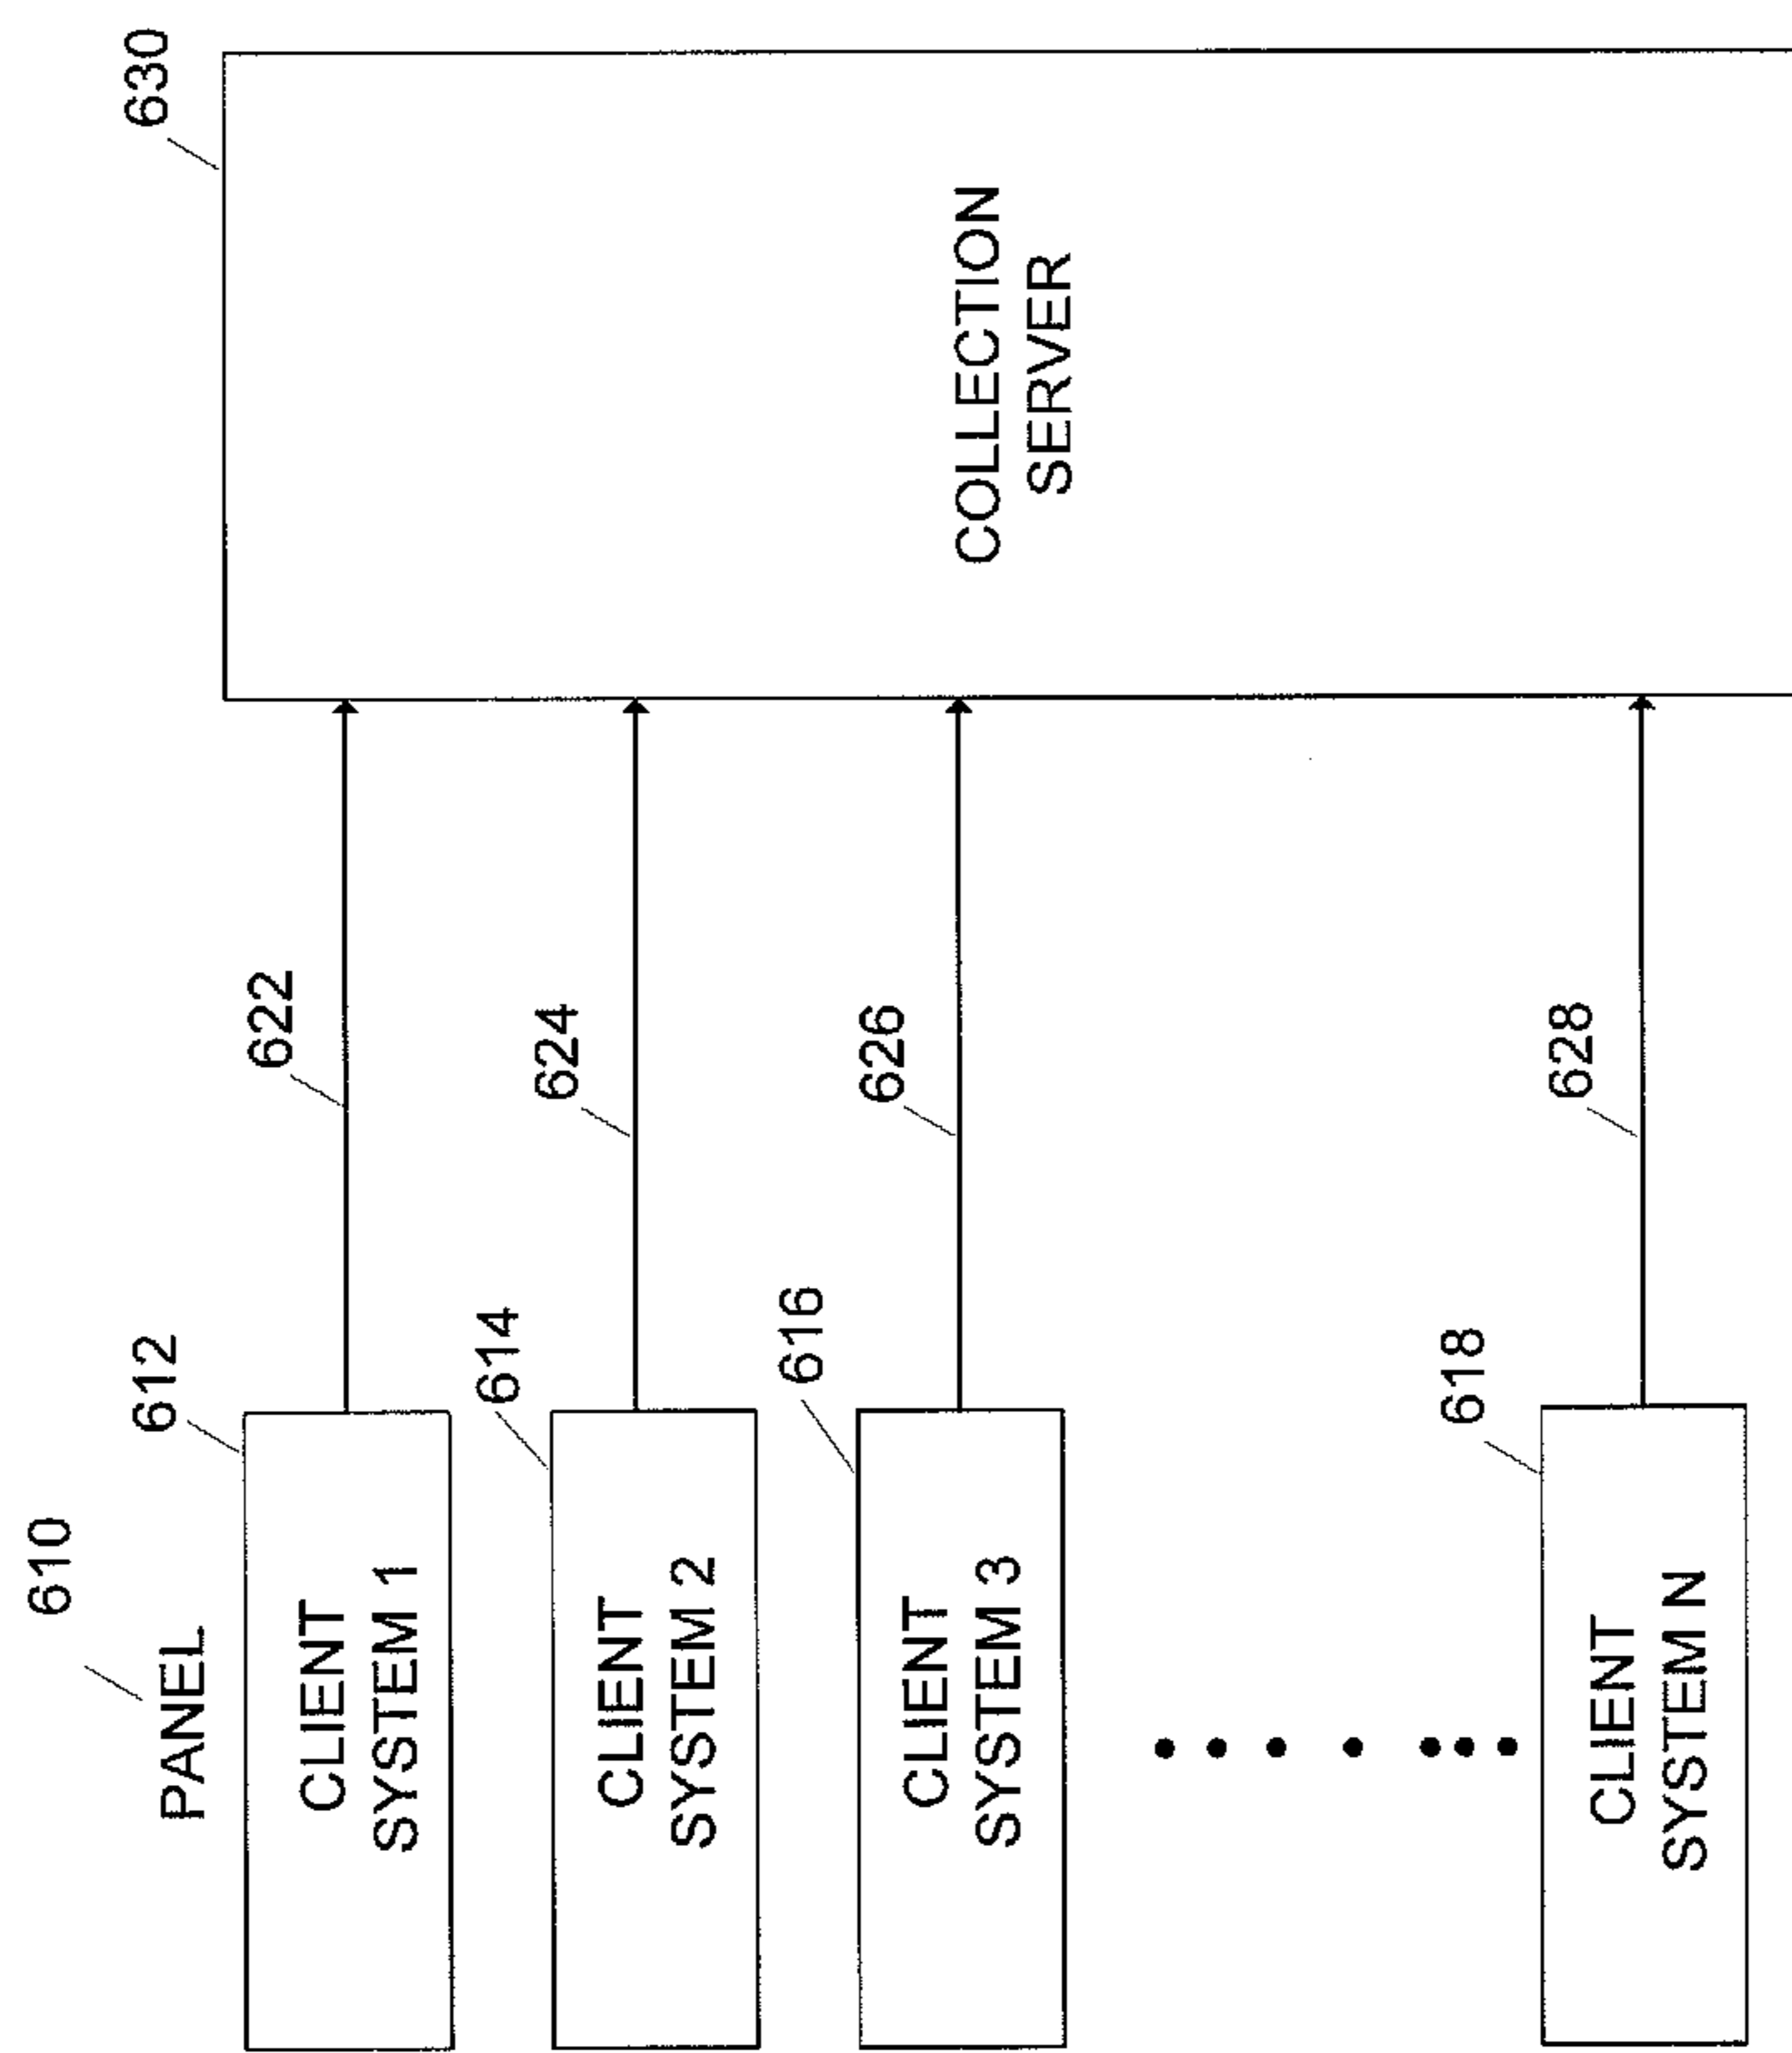 610
PANEL
612
CLIENT
SYSTEM 1
622
630
614
CLIENT
SYSTEM 2
624
616
CLIENT
SYSTEM 3
626
COLLECTION
SERVER
618
CLIENT
SYSTEM N
628